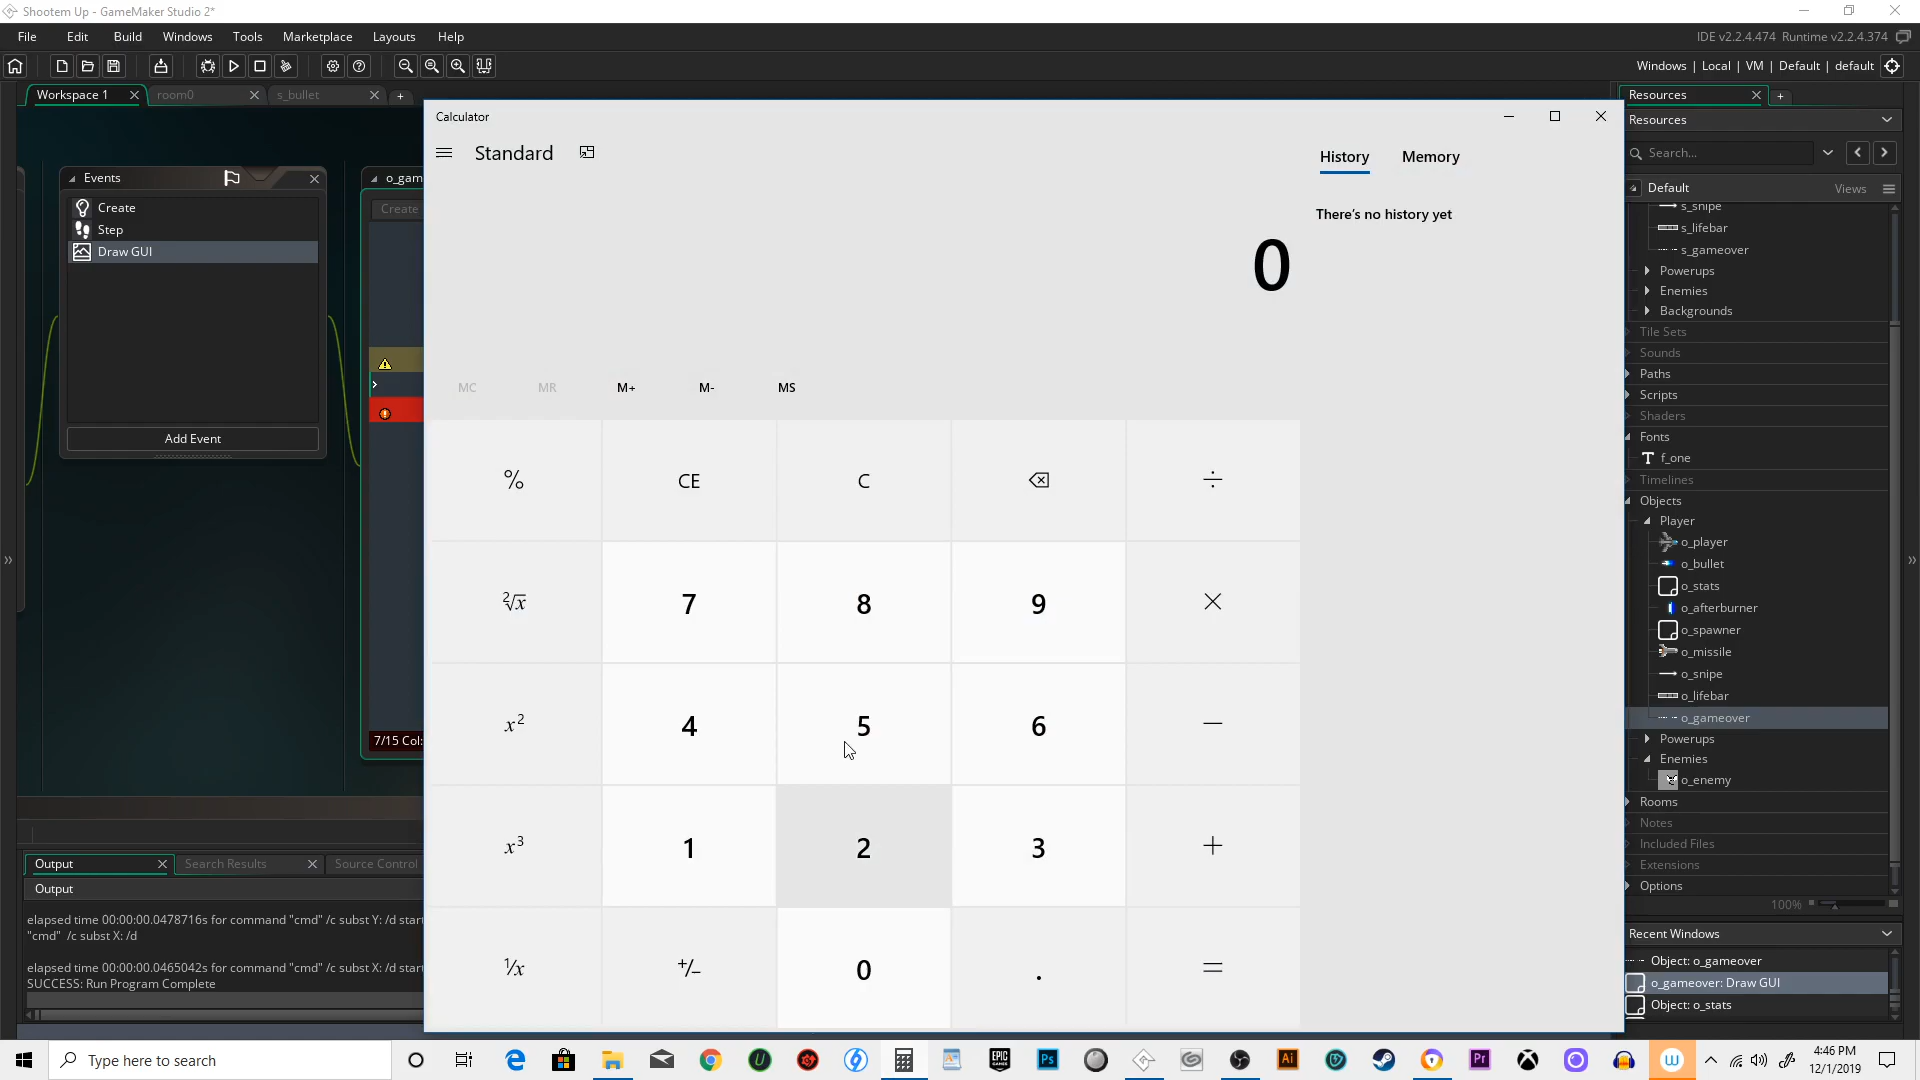 Shootem Up - GameMaker Studio 2*
File Edit Build Windows Tools Marketplace Layouts Help
IDE v2.2.4.474 Runtime v2.2.4.374
Windows | Local | VM | Default | default
Workspace 1
room0
s_bullet
Resources
Resources
Search...
Default
Views
s_snipe
s_lifebar
s_gameover
Powerups
Enemies
Backgrounds
Tile Sets
Sounds
Paths
Scripts
Shaders
Fonts
f_one
Timelines
Objects
Player
o_player
o_bullet
o_stats
o_afterburner
o_spawner
o_missile
o_snipe
o_lifebar
o_gameover
Powerups
Enemies
o_enemy
Rooms
Notes
Included Files
Extensions
Options
100%
Recent Windows
Object: o_gameover
o_gameover: Draw GUI
Object: o_stats
Events
Create
Step
Draw GUI
Add Event
o_gam
Create
7/15 Col:
Calculator
Standard
History Memory
There's no history yet
0
MC MR M+ M- MS
% CE C ÷
²√x 7 8 9 ×
x² 4 5 6 −
x³ 1 2 3 +
¹/x +/− 0 . =
Output
Search Results
Source Control
Output
elapsed time 00:00:00.0478716s for command "cmd" /c subst Y: /d start
"cmd" /c subst X: /d
elapsed time 00:00:00.0465042s for command "cmd" /c subst X: /d start
SUCCESS: Run Program Complete
Type here to search
EPIC GAMES
Ps
Ai
Pr
4:46 PM
12/1/2019